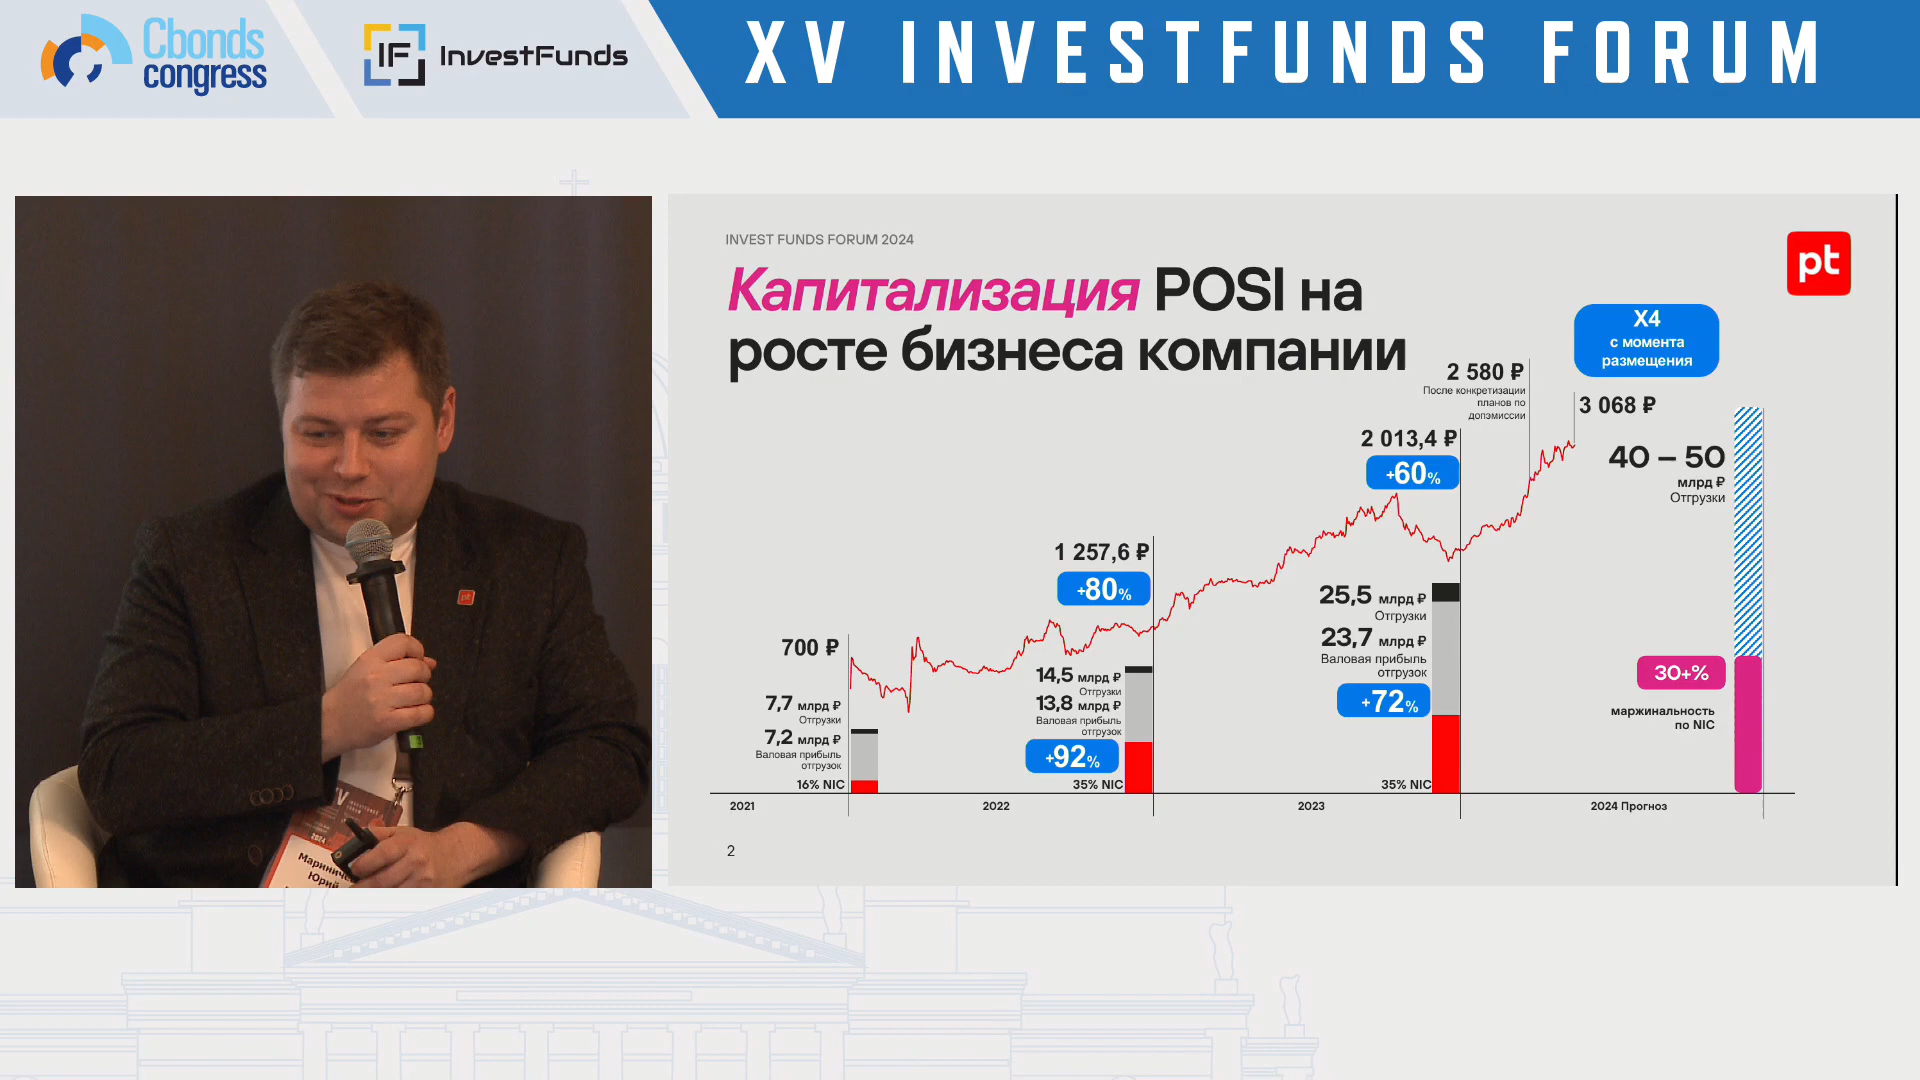 Cbonds
congress
IF InvestFunds
XV INVESTFUNDS FORUM
INVEST FUNDS FORUM 2024
Капитализация POSI на
росте бизнеса компании
pt
X4
с момента
размещения
2 580 ₽
После конкретизации
планов по
допэмиссии
3 068 ₽
2 013,4 ₽
+60%
40 – 50
млрд ₽
Отгрузки
1 257,6 ₽
+80%
25,5 млрд ₽
Отгрузки
23,7 млрд ₽
Валовая прибыль
отгрузок
+72%
700 ₽
14,5 млрд ₽
Отгрузки
13,8 млрд ₽
Валовая прибыль
отгрузок
+92%
30+%
маржинальность
по NIC
7,7 млрд ₽
Отгрузки
7,2 млрд ₽
Валовая прибыль
отгрузок
16% NIC
35% NIC
35% NIC
2021
2022
2023
2024 Прогноз
2
pt
2024
Юрий